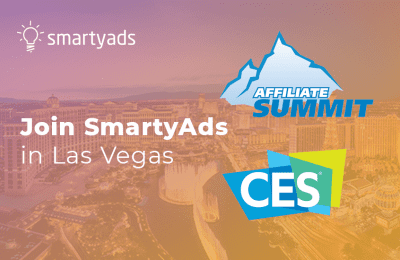 smartyads
AFFILIATE
SUMMIT
Join SmartyAds
in Las Vegas
CES